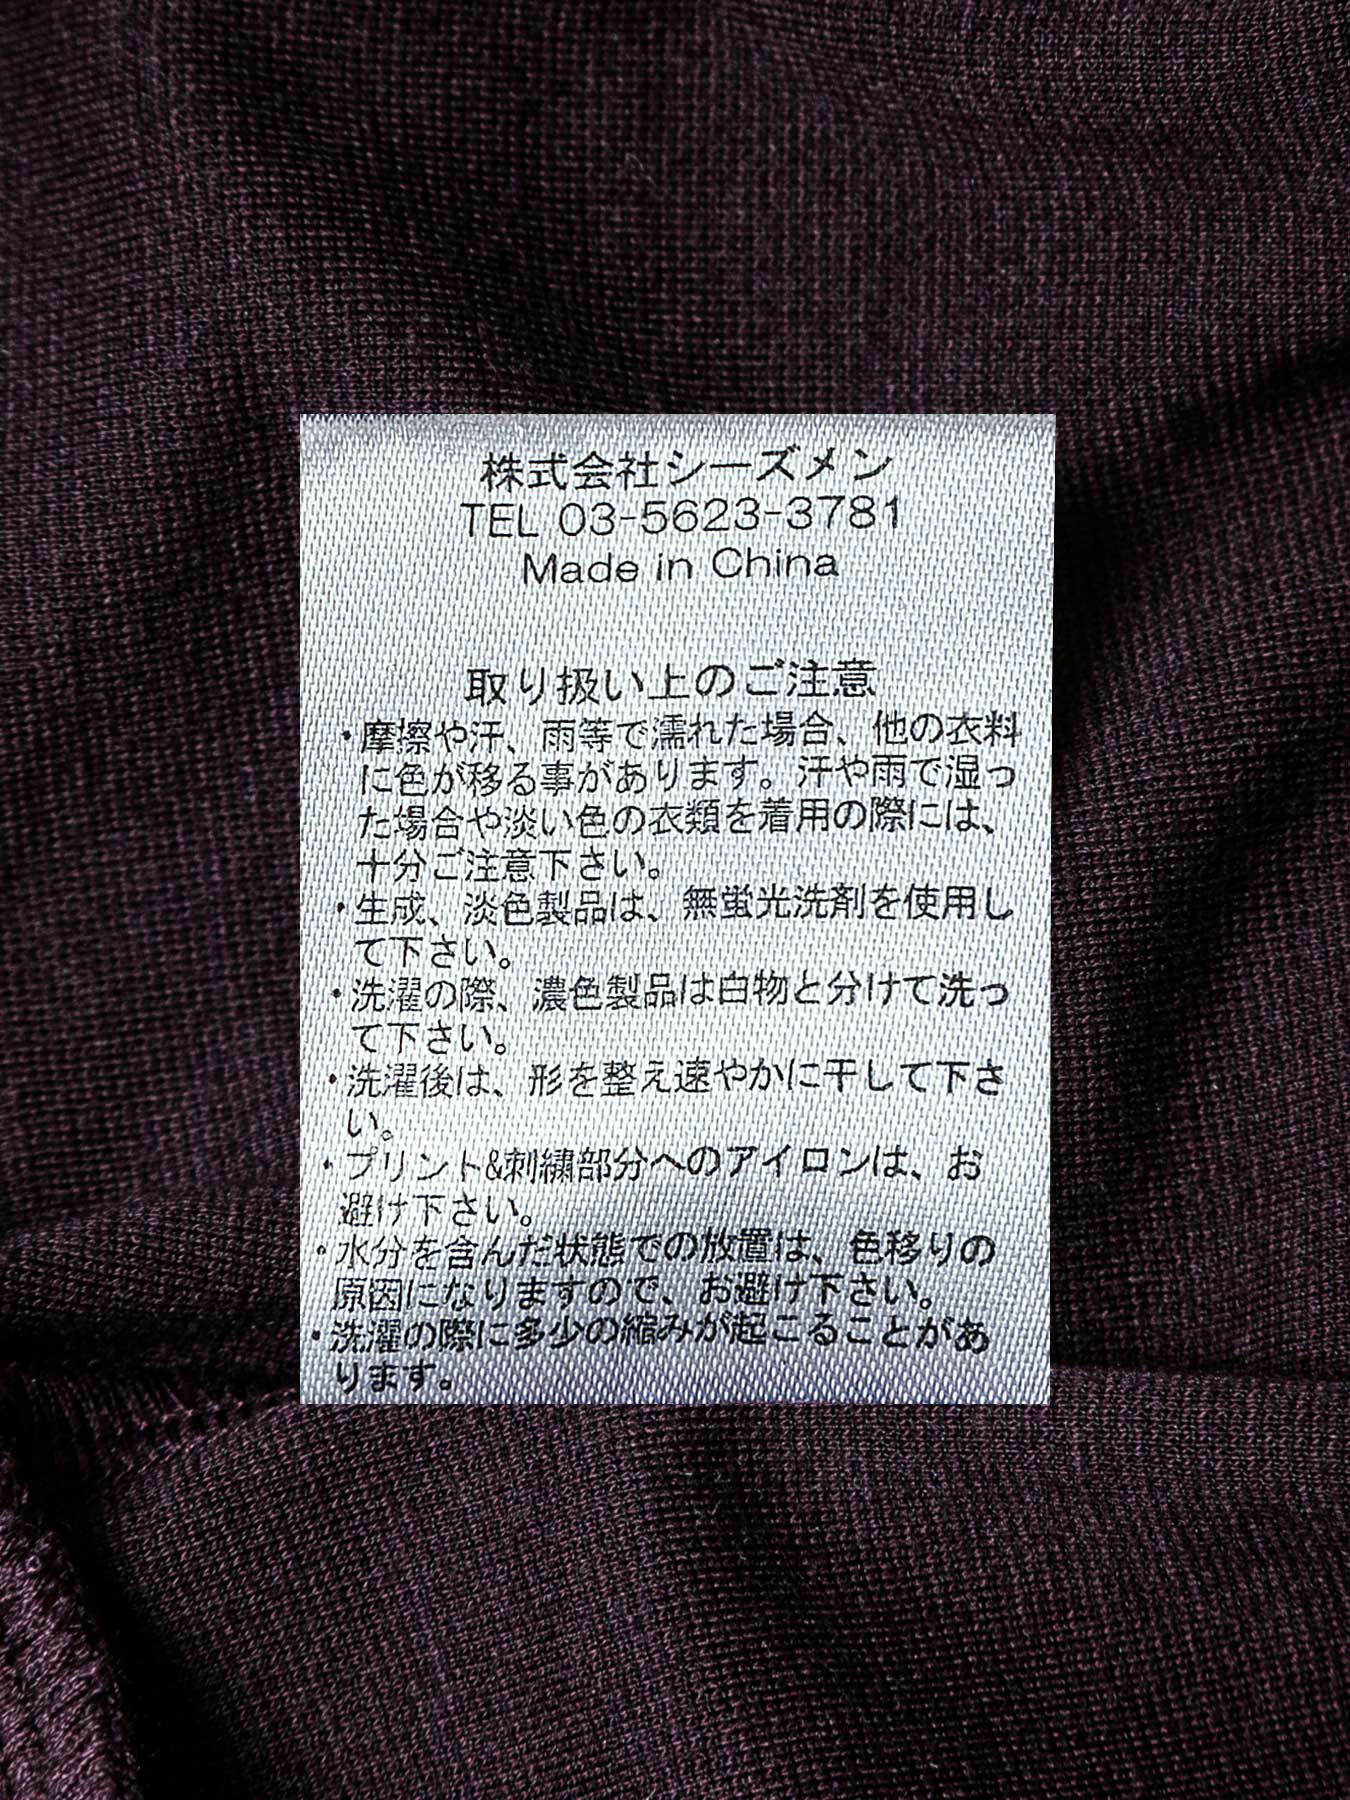 株式会社シーズメン
TEL 03-5623-3781
Made in China
取り扱い上のご注意
・摩擦や汗、雨等で濡れた場合、他の衣料
に色が移る事があります。汗や雨で湿っ
た場合や淡い色の衣類を着用の際には、
十分ご注意下さい。
・生成、淡色製品は、無蛍光洗剤を使用し
て下さい。
・洗濯の際、濃色製品は白物と分けて洗っ
て下さい。
・洗濯後は、形を整え速やかに干して下さ
い。
・プリント&刺繍部分へのアイロンは、お
避け下さい。
・水分を含んだ状態での放置は、色移りの
原因になりますので、お避け下さい。
・洗濯の際に多少の縮みが起こることがあ
ります。